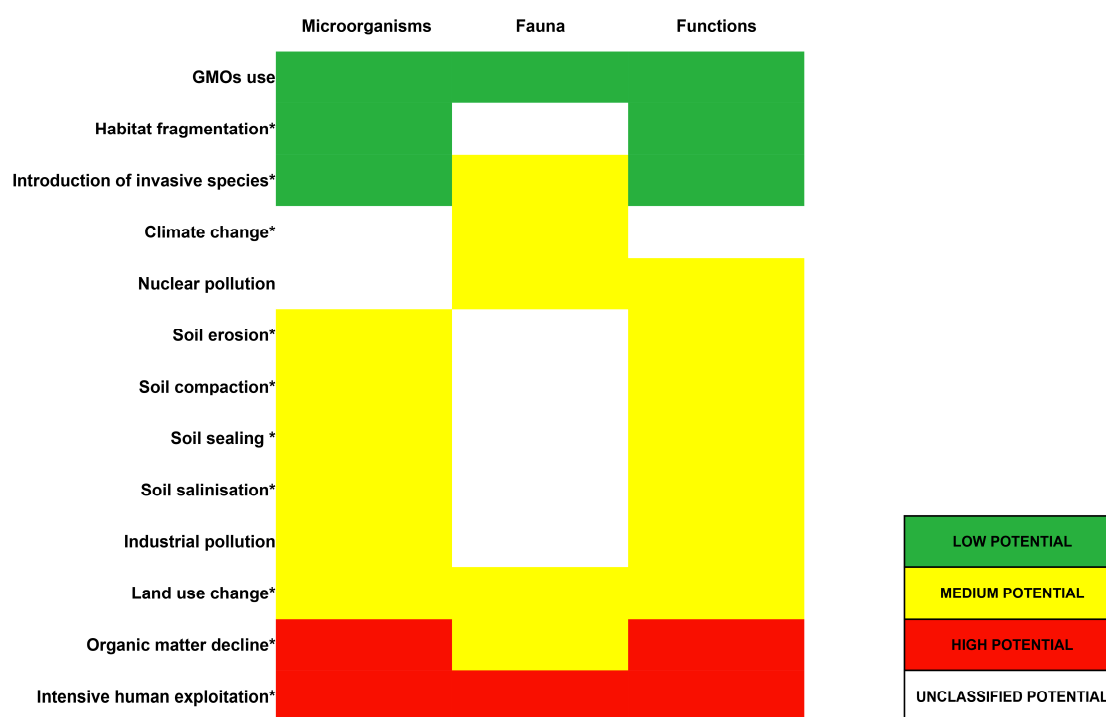 Microorganisms Fauna Functions
GMOs use
Habitat fragmentation*
Introduction of invasive species*
Climate change*
Nuclear pollution
Soil erosion*
Soil compaction*
Soil sealing *
Soil salinisation*
Industrial pollution
Land use change*
Organic matter decline*
Intensive human exploitation*
LOW POTENTIAL
MEDIUM POTENTIAL
HIGH POTENTIAL
UNCLASSIFIED POTENTIAL